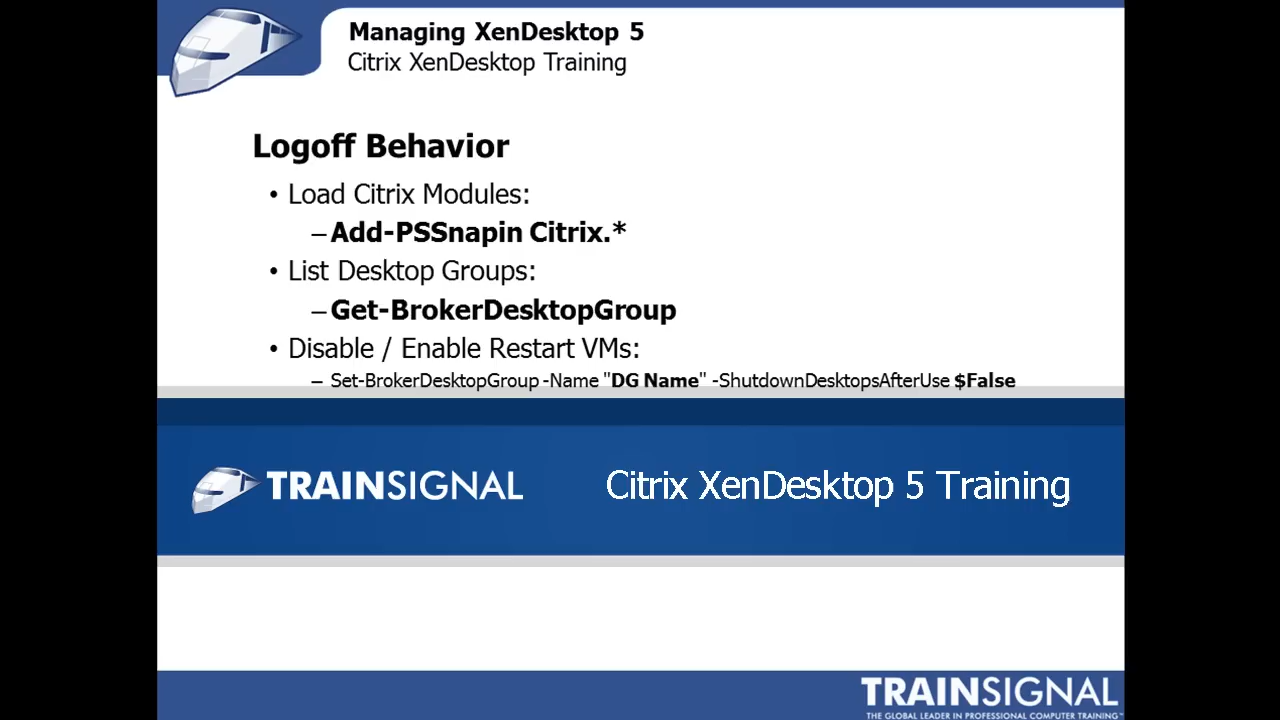 Managing XenDesktop 5
Citrix XenDesktop Training
Logoff Behavior
• Load Citrix Modules:
– Add-PSSnapin Citrix.*
• List Desktop Groups:
– Get-BrokerDesktopGroup
• Disable / Enable Restart VMs:
– Set-BrokerDesktopGroup -Name "DG Name" -ShutdownDesktopsAfterUse $False
TRAINSIGNAL
Citrix XenDesktop 5 Training
TRAINSIGNAL
THE GLOBAL LEADER IN PROFESSIONAL COMPUTER TRAINING™